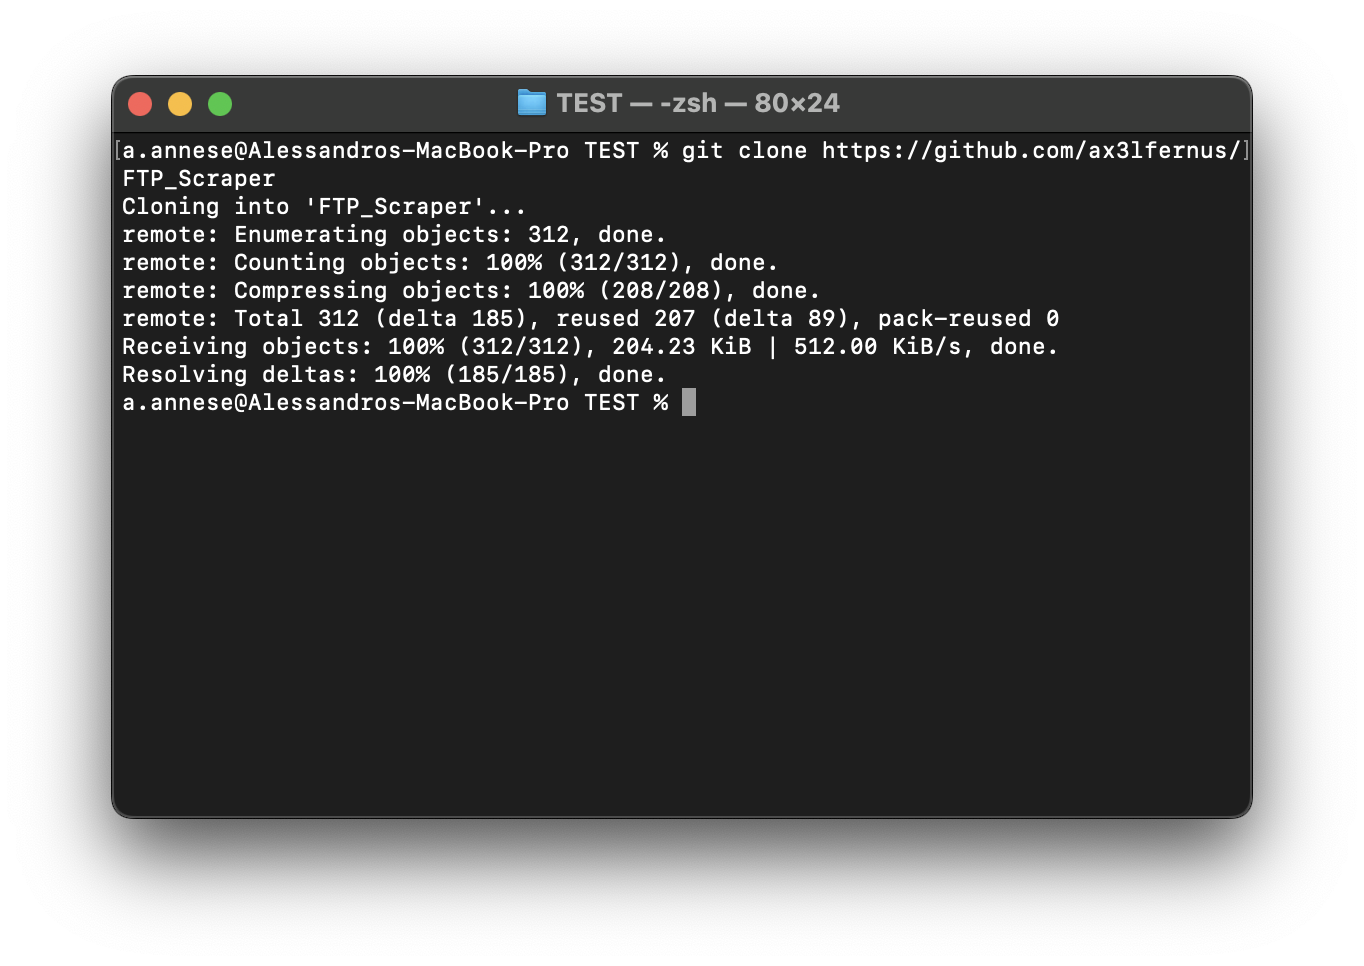 TEST — -zsh — 80×24
[a.annese@Alessandros-MacBook-Pro TEST % git clone https://github.com/ax3lfernus/]
FTP_Scraper
Cloning into 'FTP_Scraper'...
remote: Enumerating objects: 312, done.
remote: Counting objects: 100% (312/312), done.
remote: Compressing objects: 100% (208/208), done.
remote: Total 312 (delta 185), reused 207 (delta 89), pack-reused 0
Receiving objects: 100% (312/312), 204.23 KiB | 512.00 KiB/s, done.
Resolving deltas: 100% (185/185), done.
a.annese@Alessandros-MacBook-Pro TEST %